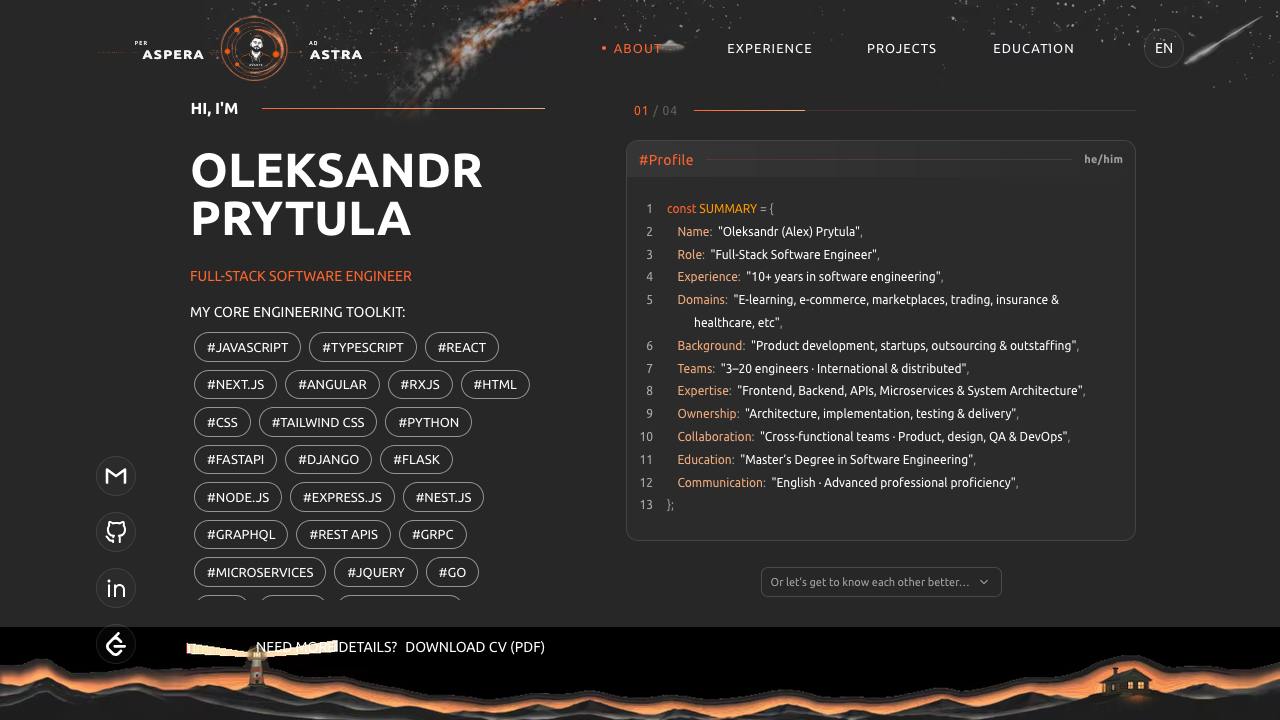 PER
ASPERA
AD
ASTRA
ABOUT
EXPERIENCE
PROJECTS
EDUCATION
EN
HI, I'M
OLEKSANDR
PRYTULA
FULL-STACK SOFTWARE ENGINEER
MY CORE ENGINEERING TOOLKIT:
#JAVASCRIPT #TYPESCRIPT #REACT
#NEXT.JS #ANGULAR #RXJS #HTML
#CSS #TAILWIND CSS #PYTHON
#FASTAPI #DJANGO #FLASK
#NODE.JS #EXPRESS.JS #NEST.JS
#GRAPHQL #REST APIS #GRPC
#MICROSERVICES #JQUERY #GO
NEED MORE DETAILS? DOWNLOAD CV (PDF)
01 / 04
#Profile
he/him
1 const SUMMARY = {
2 Name: "Oleksandr (Alex) Prytula",
3 Role: "Full-Stack Software Engineer",
4 Experience: "10+ years in software engineering",
5 Domains: "E-learning, e-commerce, marketplaces, trading, insurance &
healthcare, etc",
6 Background: "Product development, startups, outsourcing & outstaffing",
7 Teams: "3–20 engineers · International & distributed",
8 Expertise: "Frontend, Backend, APIs, Microservices & System Architecture",
9 Ownership: "Architecture, implementation, testing & delivery",
10 Collaboration: "Cross-functional teams · Product, design, QA & DevOps",
11 Education: "Master's Degree in Software Engineering",
12 Communication: "English · Advanced professional proficiency",
13 };
Or let's get to know each other better…